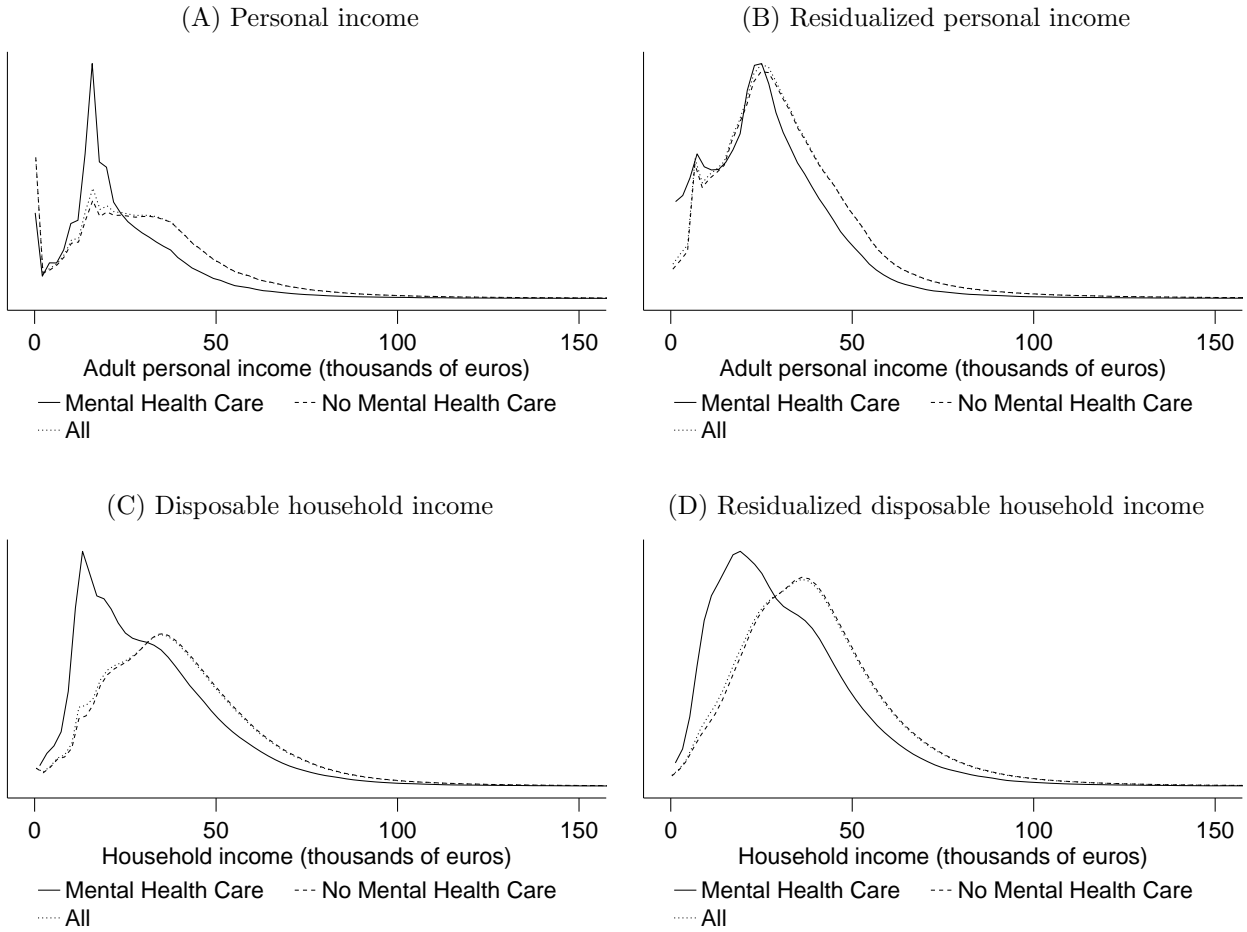 (A) Personal income
0 50 100 150
Adult personal income (thousands of euros)
Mental Health Care No Mental Health Care
All
(B) Residualized personal income
0 50 100 150
Adult personal income (thousands of euros)
Mental Health Care No Mental Health Care
All
(C) Disposable household income
0 50 100 150
Household income (thousands of euros)
Mental Health Care No Mental Health Care
All
(D) Residualized disposable household income
0 50 100 150
Household income (thousands of euros)
Mental Health Care No Mental Health Care
All